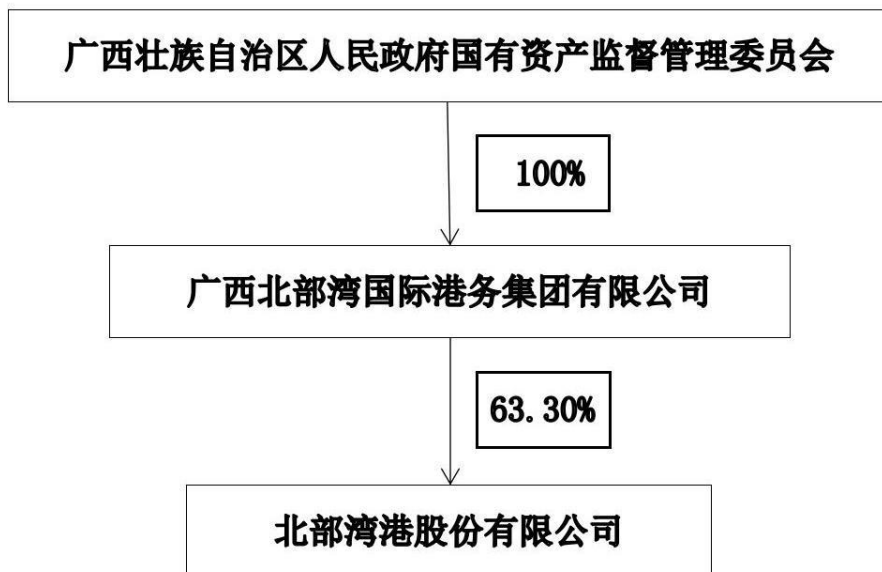 广西壮族自治区人民政府国有资产监督管理委员会
100%
广西北部湾国际港务集团有限公司
63.30%
北部湾港股份有限公司